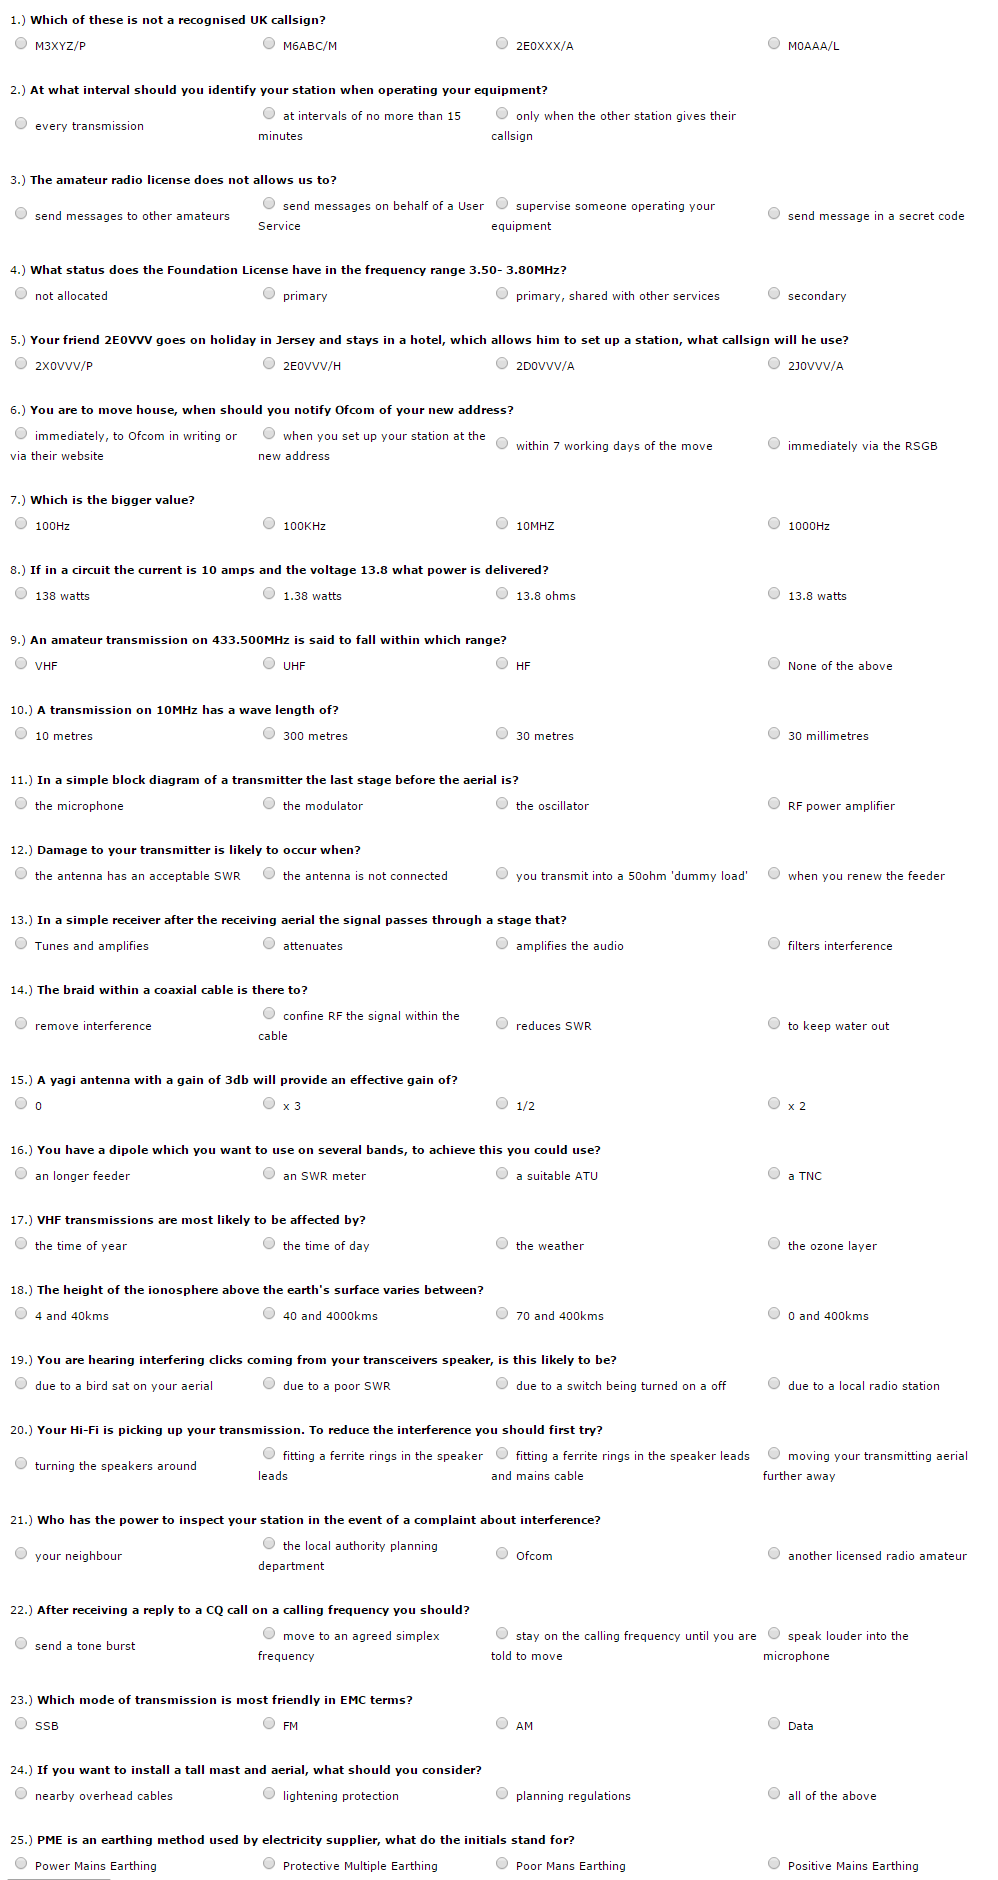 1.) Which of these is not a recognised UK callsign?
M3XYZ/P M6ABC/M 2E0XXX/A M0AAA/L
2.) At what interval should you identify your station when operating your equipment?
every transmission
at intervals of no more than 15
minutes
only when the other station gives their
callsign
3.) The amateur radio license does not allows us to?
send messages to other amateurs
send messages on behalf of a User
Service
supervise someone operating your
equipment
send message in a secret code
4.) What status does the Foundation License have in the frequency range 3.50- 3.80MHz?
not allocated primary primary, shared with other services secondary
5.) Your friend 2E0VVV goes on holiday in Jersey and stays in a hotel, which allows him to set up a station, what callsign will he use?
2X0VVV/P 2E0VVV/H 2D0VVV/A 2J0VVV/A
6.) You are to move house, when should you notify Ofcom of your new address?
immediately, to Ofcom in writing or
via their website
when you set up your station at the
new address
within 7 working days of the move
immediately via the RSGB
7.) Which is the bigger value?
100Hz 100KHz 10MHZ 1000Hz
8.) If in a circuit the current is 10 amps and the voltage 13.8 what power is delivered?
138 watts 1.38 watts 13.8 ohms 13.8 watts
9.) An amateur transmission on 433.500MHz is said to fall within which range?
VHF UHF HF None of the above
10.) A transmission on 10MHz has a wave length of?
10 metres 300 metres 30 metres 30 millimetres
11.) In a simple block diagram of a transmitter the last stage before the aerial is?
the microphone the modulator the oscillator RF power amplifier
12.) Damage to your transmitter is likely to occur when?
the antenna has an acceptable SWR the antenna is not connected you transmit into a 50ohm 'dummy load' when you renew the feeder
13.) In a simple receiver after the receiving aerial the signal passes through a stage that?
Tunes and amplifies attenuates amplifies the audio filters interference
14.) The braid within a coaxial cable is there to?
remove interference
confine RF the signal within the
cable
reduces SWR
to keep water out
15.) A yagi antenna with a gain of 3db will provide an effective gain of?
0 x 3 1/2 x 2
16.) You have a dipole which you want to use on several bands, to achieve this you could use?
an longer feeder an SWR meter a suitable ATU a TNC
17.) VHF transmissions are most likely to be affected by?
the time of year the time of day the weather the ozone layer
18.) The height of the ionosphere above the earth's surface varies between?
4 and 40kms 40 and 4000kms 70 and 400kms 0 and 400kms
19.) You are hearing interfering clicks coming from your transceivers speaker, is this likely to be?
due to a bird sat on your aerial due to a poor SWR due to a switch being turned on a off due to a local radio station
20.) Your Hi-Fi is picking up your transmission. To reduce the interference you should first try?
turning the speakers around
fitting a ferrite rings in the speaker
leads
fitting a ferrite rings in the speaker leads
and mains cable
moving your transmitting aerial
further away
21.) Who has the power to inspect your station in the event of a complaint about interference?
your neighbour
the local authority planning
department
Ofcom
another licensed radio amateur
22.) After receiving a reply to a CQ call on a calling frequency you should?
send a tone burst
move to an agreed simplex
frequency
stay on the calling frequency until you are
told to move
speak louder into the
microphone
23.) Which mode of transmission is most friendly in EMC terms?
SSB FM AM Data
24.) If you want to install a tall mast and aerial, what should you consider?
nearby overhead cables lightening protection planning regulations all of the above
25.) PME is an earthing method used by electricity supplier, what do the initials stand for?
Power Mains Earthing Protective Multiple Earthing Poor Mans Earthing Positive Mains Earthing